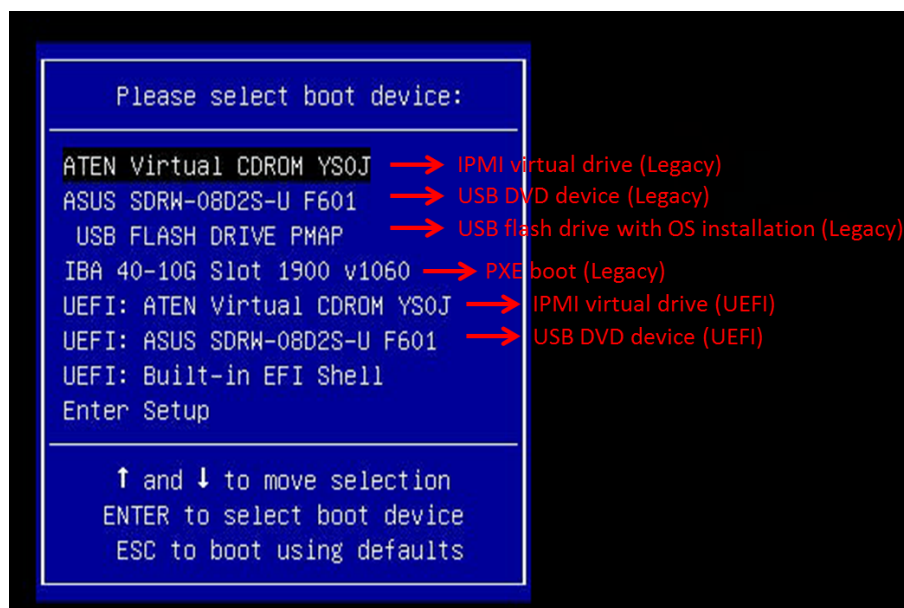 Please select boot device:
ATEN Virtual CDROM YSOJ → IPMI virtual drive (Legacy)
ASUS SDRW-08D2S-U F601 → USB DVD device (Legacy)
USB FLASH DRIVE PMAP → USB flash drive with OS installation (Legacy)
IBA 40-10G Slot 1900 v1060 → PXE boot (Legacy)
UEFI: ATEN Virtual CDROM YSOJ → IPMI virtual drive (UEFI)
UEFI: ASUS SDRW-08D2S-U F601 → USB DVD device (UEFI)
UEFI: Built-in EFI Shell
Enter Setup
↑ and ↓ to move selection
ENTER to select boot device
ESC to boot using defaults